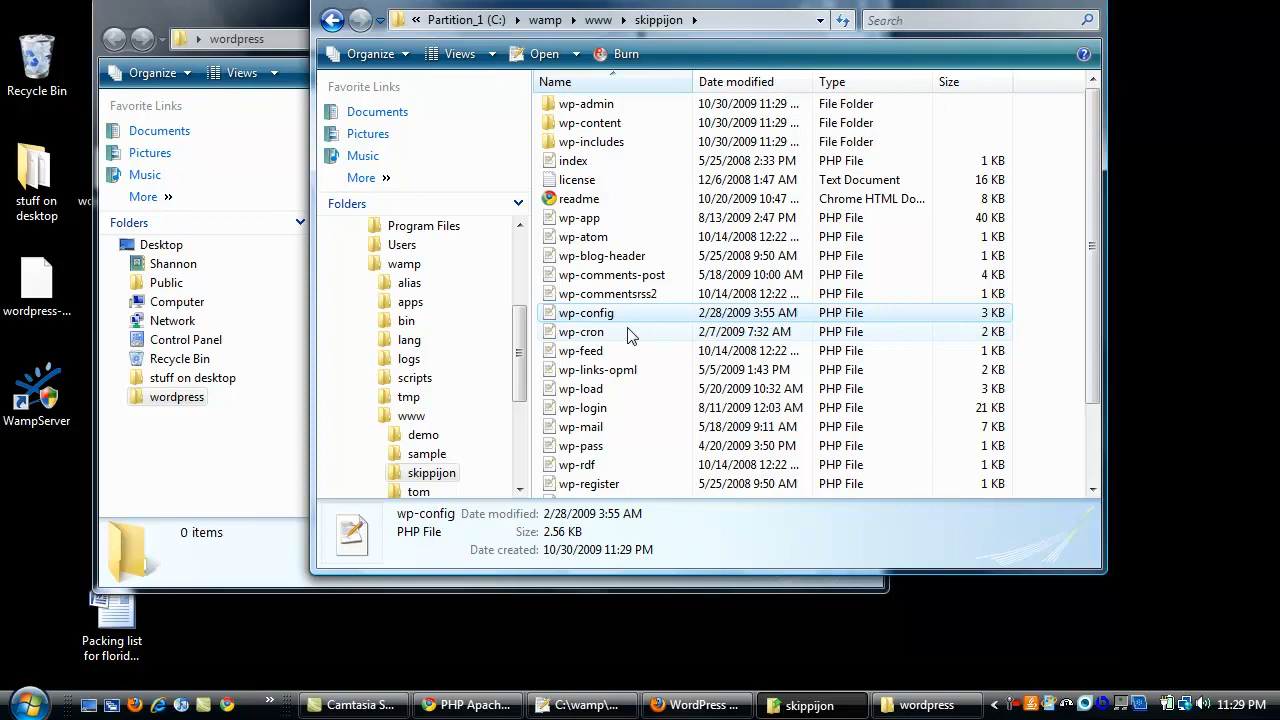 Recycle Bin
stuff on
desktop
wordpress-...
WampServer
Packing list
for florid...
wordpress
Organize
Views
Favorite Links
Documents
Pictures
Music
More »
Folders
Desktop
Shannon
Public
Computer
Network
Control Panel
Recycle Bin
stuff on desktop
wordpress
0 items
« Partition_1 (C:) wamp www skippijon
Search
Organize Views Open Burn
Favorite Links
Documents
Pictures
Music
More »
Folders
Program Files
Users
wamp
alias
apps
bin
lang
logs
scripts
tmp
www
demo
sample
skippijon
tom
Name Date modified Type Size
wp-admin 10/30/2009 11:29 ... File Folder
wp-content 10/30/2009 11:29 ... File Folder
wp-includes 10/30/2009 11:29 ... File Folder
index 5/25/2008 2:33 PM PHP File 1 KB
license 12/6/2008 1:47 AM Text Document 16 KB
readme 10/20/2009 10:47 ... Chrome HTML Do... 8 KB
wp-app 8/13/2009 2:47 PM PHP File 40 KB
wp-atom 10/14/2008 12:22 ... PHP File 1 KB
wp-blog-header 5/25/2008 9:50 AM PHP File 1 KB
wp-comments-post 5/18/2009 10:00 AM PHP File 4 KB
wp-commentsrss2 10/14/2008 12:22 ... PHP File 1 KB
wp-config 2/28/2009 3:55 AM PHP File 3 KB
wp-cron 2/7/2009 7:32 AM PHP File 2 KB
wp-feed 10/14/2008 12:22 ... PHP File 1 KB
wp-links-opml 5/5/2009 1:43 PM PHP File 2 KB
wp-load 5/20/2009 10:32 AM PHP File 3 KB
wp-login 8/11/2009 12:03 AM PHP File 21 KB
wp-mail 5/18/2009 9:11 AM PHP File 7 KB
wp-pass 4/20/2009 3:50 PM PHP File 1 KB
wp-rdf 10/14/2008 12:22 ... PHP File 1 KB
wp-register 5/25/2008 9:50 AM PHP File 1 KB
wp-config Date modified: 2/28/2009 3:55 AM
PHP File Size: 2.56 KB
Date created: 10/30/2009 11:29 PM
» Camtasia S... PHP Apach... C:\wamp\... WordPress ... skippijon wordpress 11:29 PM